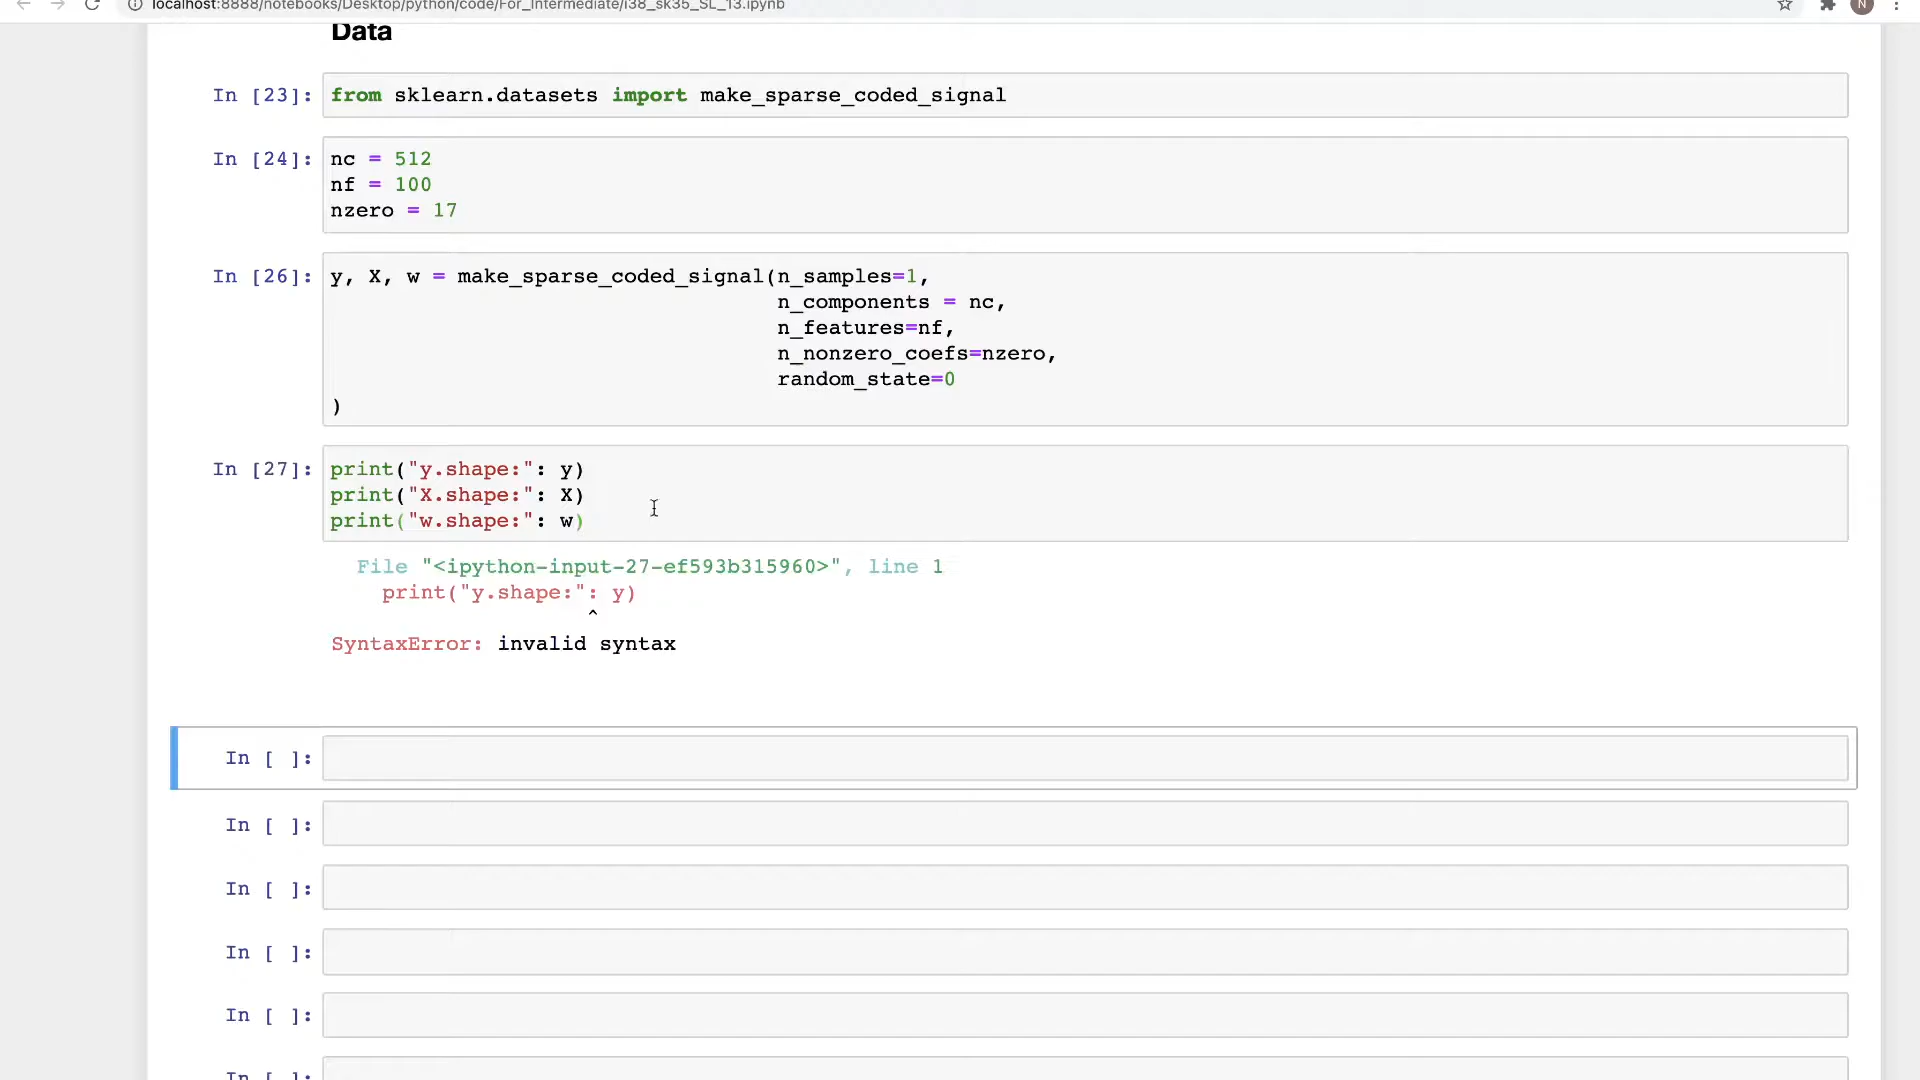 localhost:8888/notebooks/Desktop/python/code/For_Intermediate/i38_sk35_SL_13.ipynb
N
Data
In [23]: from sklearn.datasets import make_sparse_coded_signal
In [24]: nc = 512
nf = 100
nzero = 17
In [26]: y, X, w = make_sparse_coded_signal(n_samples=1,
n_components = nc,
n_features=nf,
n_nonzero_coefs=nzero,
random_state=0
)
In [27]: print("y.shape:": y)
print("X.shape:": X)
print("w.shape:": w)
File "<ipython-input-27-ef593b315960>", line 1
print("y.shape:": y)
^
SyntaxError: invalid syntax
In [ ]:
In [ ]:
In [ ]:
In [ ]:
In [ ]:
In [ ]: